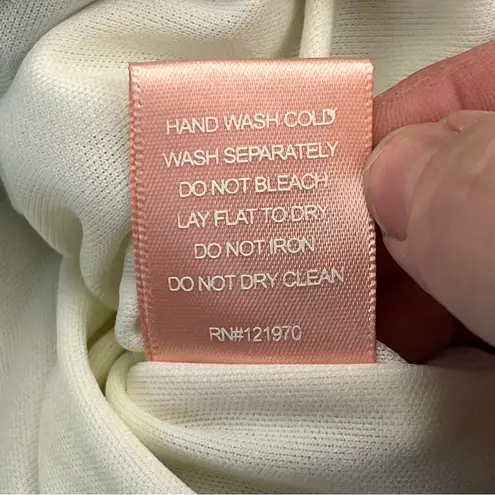 HAND WASH COLD
WASH SEPARATELY
DO NOT BLEACH
LAY FLAT TO DRY
DO NOT IRON
DO NOT DRY CLEAN
RN#121970